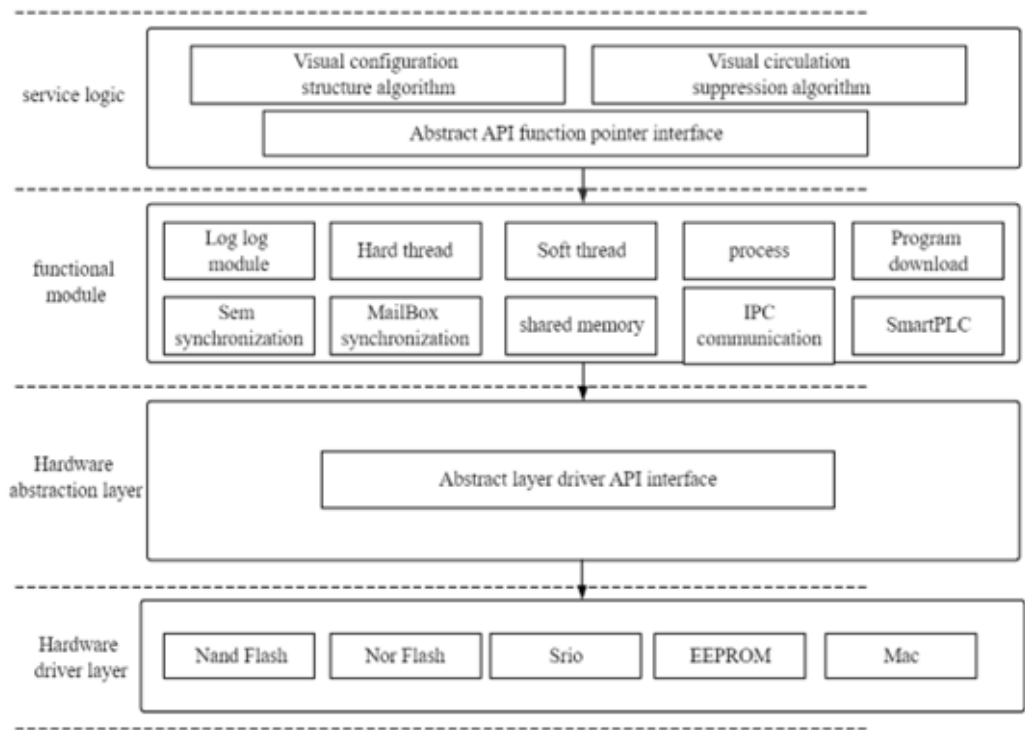 service logic
Visual configuration
structure algorithm
Visual circulation
suppression algorithm
Abstract API function pointer interface
functional
module
Log log
module
Hard thread
Soft thread
process
Program
download
Sem
synchronization
MailBox
synchronization
shared memory
IPC
communication
SmartPLC
Hardware
abstraction layer
Abstract layer driver API interface
Hardware
driver layer
Nand Flash
Nor Flash
Srio
EEPROM
Mac